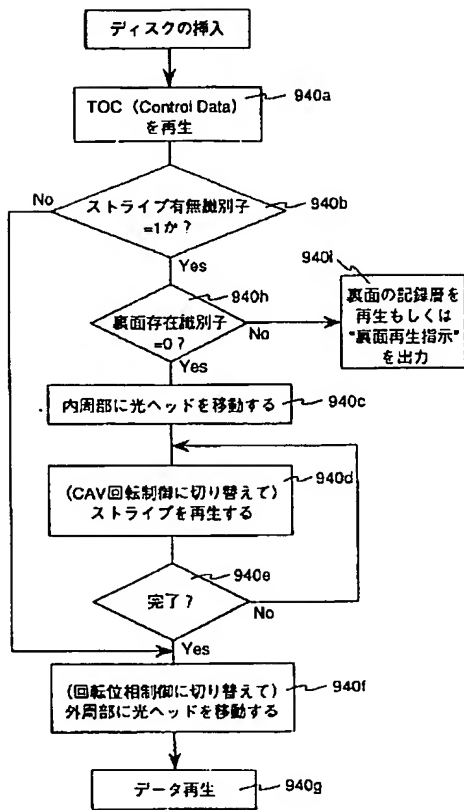 ディスクの挿入
TOC（Control Data）
を再生
940a
ストライプ有無識別子
=1か？
940b
No
Yes
裏面存在識別子
=0？
940h
No
Yes
940i
裏面の記録層を
再生もしくは
“裏面再生指示”
を出力
内周部に光ヘッドを移動する
940c
（CAV回転制御に切り替えて）
ストライプを再生する
940d
完了？
940e
No
Yes
（回転位相制御に切り替えて）
外周部に光ヘッドを移動する
940f
データ再生
940g